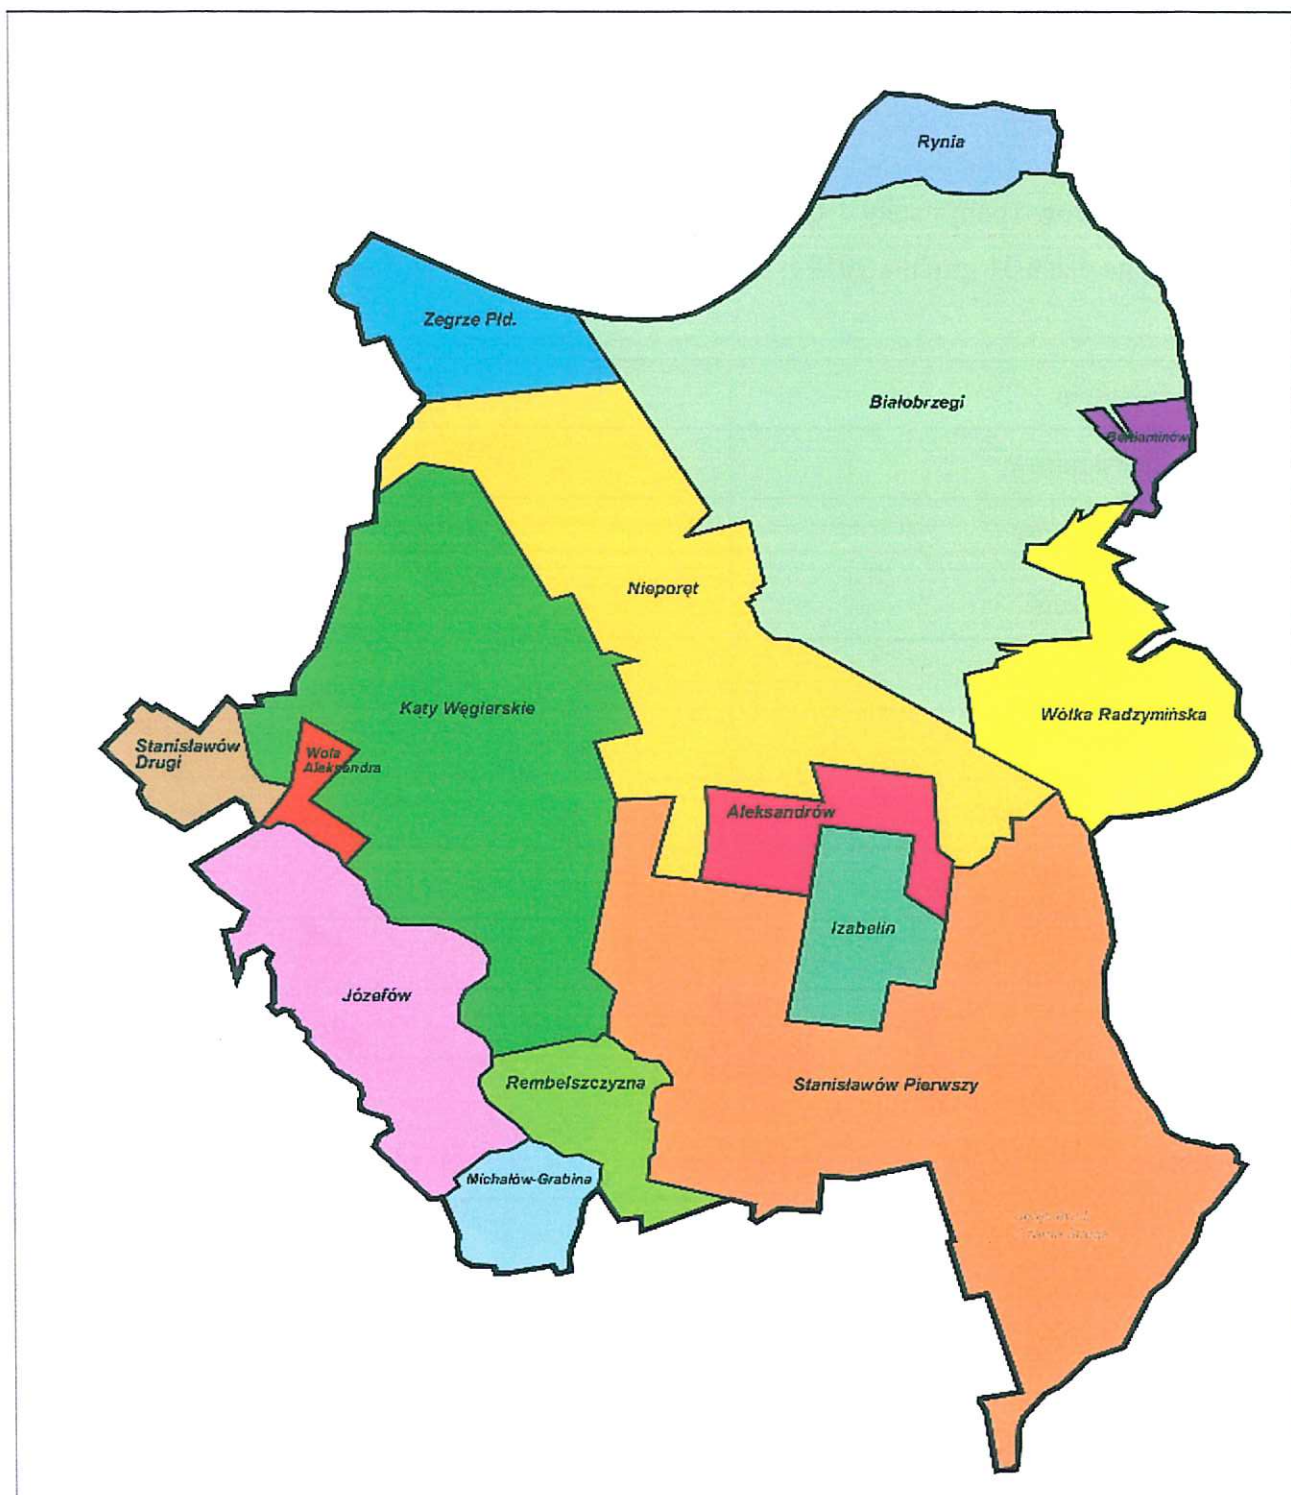 Rynia
Zegrze Płd.
Białobrzegi
Beniaminów
Nieporęt
Katy Węgierskie
Wólka Radzymińska
Stanisławów
Drugi
Wola
Aleksandra
Aleksandrów
Izabelin
Józefów
Rembelszczyzna
Stanisławów Pierwszy
Michałów-Grabina